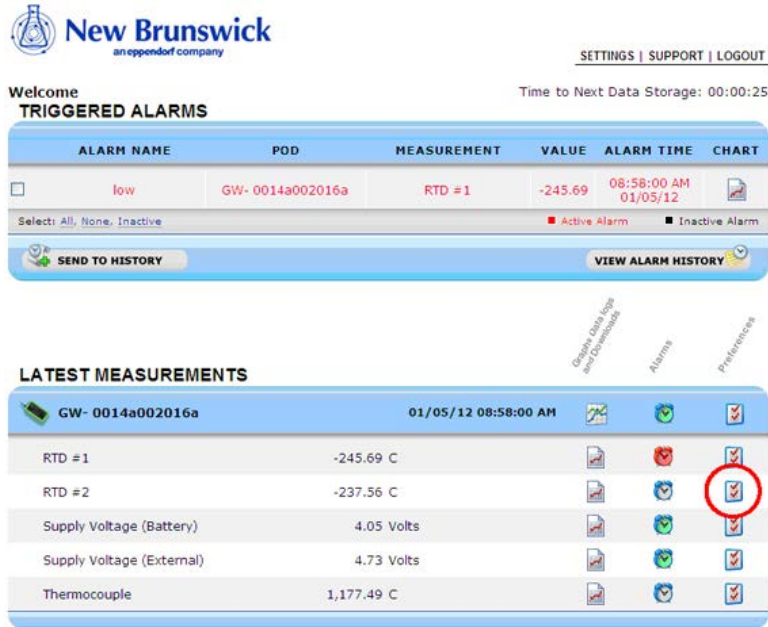 New Brunswick
an eppendorf company
SETTINGS | SUPPORT | LOGOUT
Welcome
Time to Next Data Storage: 00:00:25
TRIGGERED ALARMS
ALARM NAME POD MEASUREMENT VALUE ALARM TIME CHART
low GW- 0014a002016a RTD #1 -245.69 08:58:00 AM
01/05/12
Select: All, None, Inactive Active Alarm Inactive Alarm
SEND TO HISTORY VIEW ALARM HISTORY
Graphs Data logs
and Downloads
Alarms
Preferences
LATEST MEASUREMENTS
GW- 0014a002016a 01/05/12 08:58:00 AM
RTD #1 -245.69 C
RTD #2 -237.56 C
Supply Voltage (Battery) 4.05 Volts
Supply Voltage (External) 4.73 Volts
Thermocouple 1,177.49 C